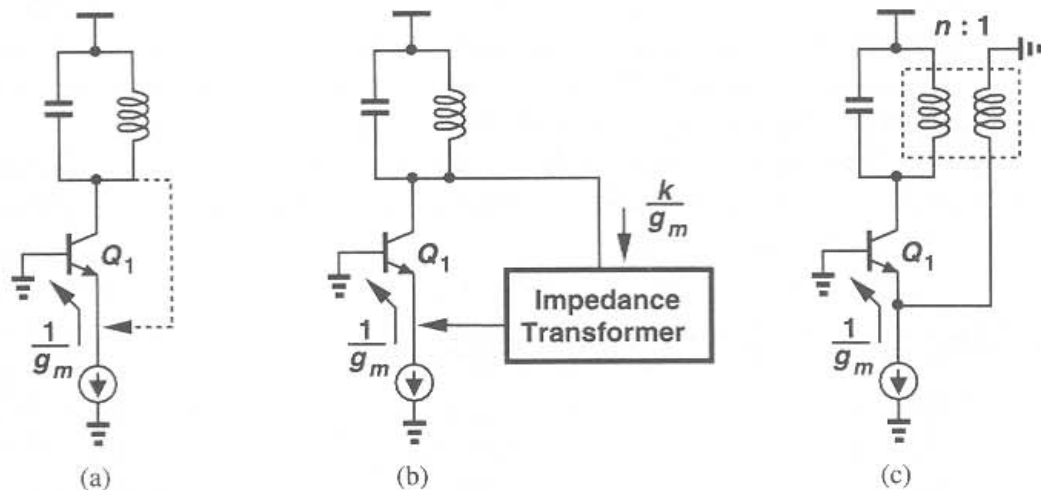 n : 1
Q1
1/gm
(a)
Q1
1/gm
k/gm
Impedance
Transformer
(b)
Q1
1/gm
(c)